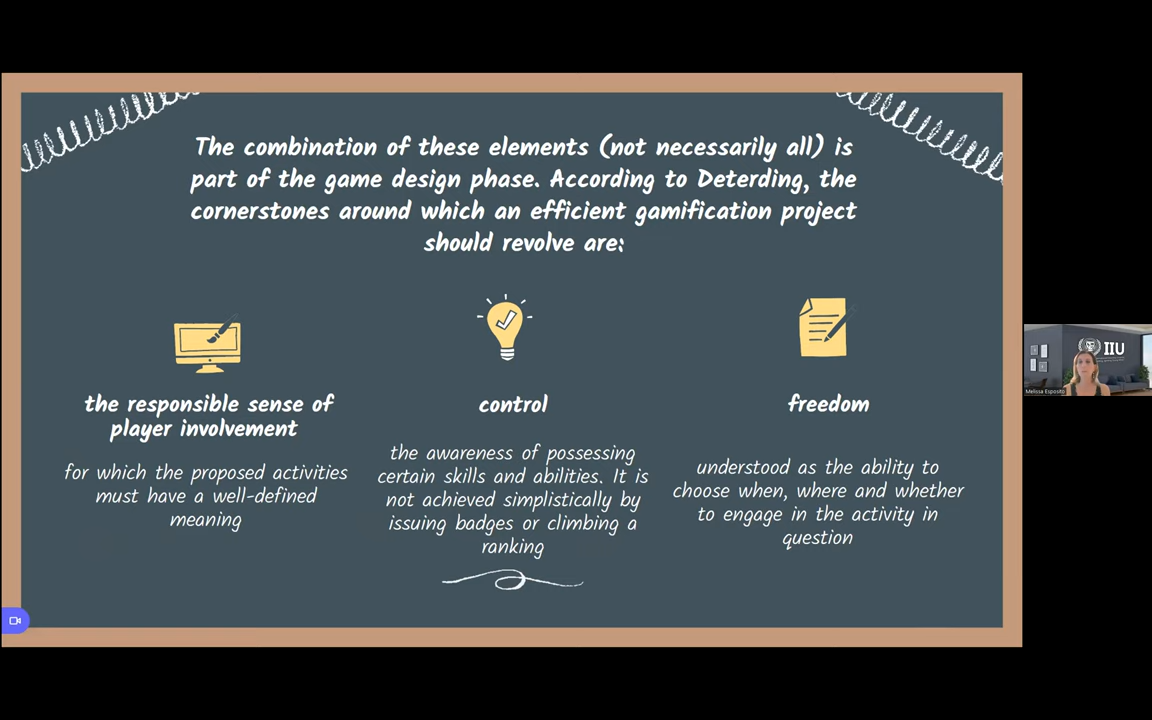 The combination of these elements (not necessarily all) is
part of the game design phase. According to Deterding, the
cornerstones around which an efficient gamification project
should revolve are:
the responsible sense of
player involvement
for which the proposed activities
must have a well-defined
meaning
control
the awareness of possessing
certain skills and abilities. It is
not achieved simplistically by
issuing badges or climbing a
ranking
freedom
understood as the ability to
choose when, where and whether
to engage in the activity in
question
IIU
Melissa Esposito